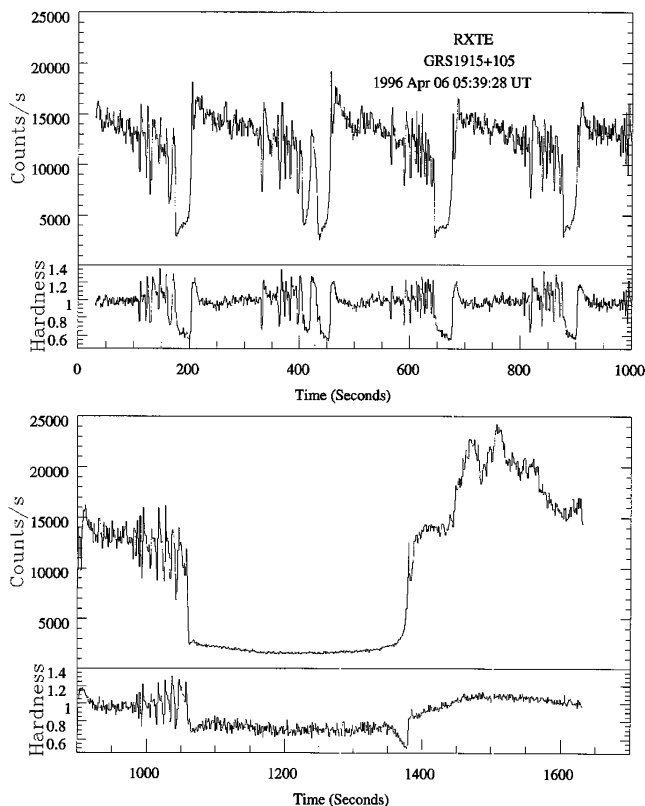 RXTE
GRS1915+105
1996 Apr 06 05:39:28 UT
25000
20000
15000
10000
5000
Counts/s
1.4
1.2
1
0.8
0.6
Hardness
0 200 400 600 800 1000
Time (Seconds)
25000
20000
15000
10000
5000
Counts/s
1.4
1.2
1
0.8
0.6
Hardness
1000 1200 1400 1600
Time (Seconds)